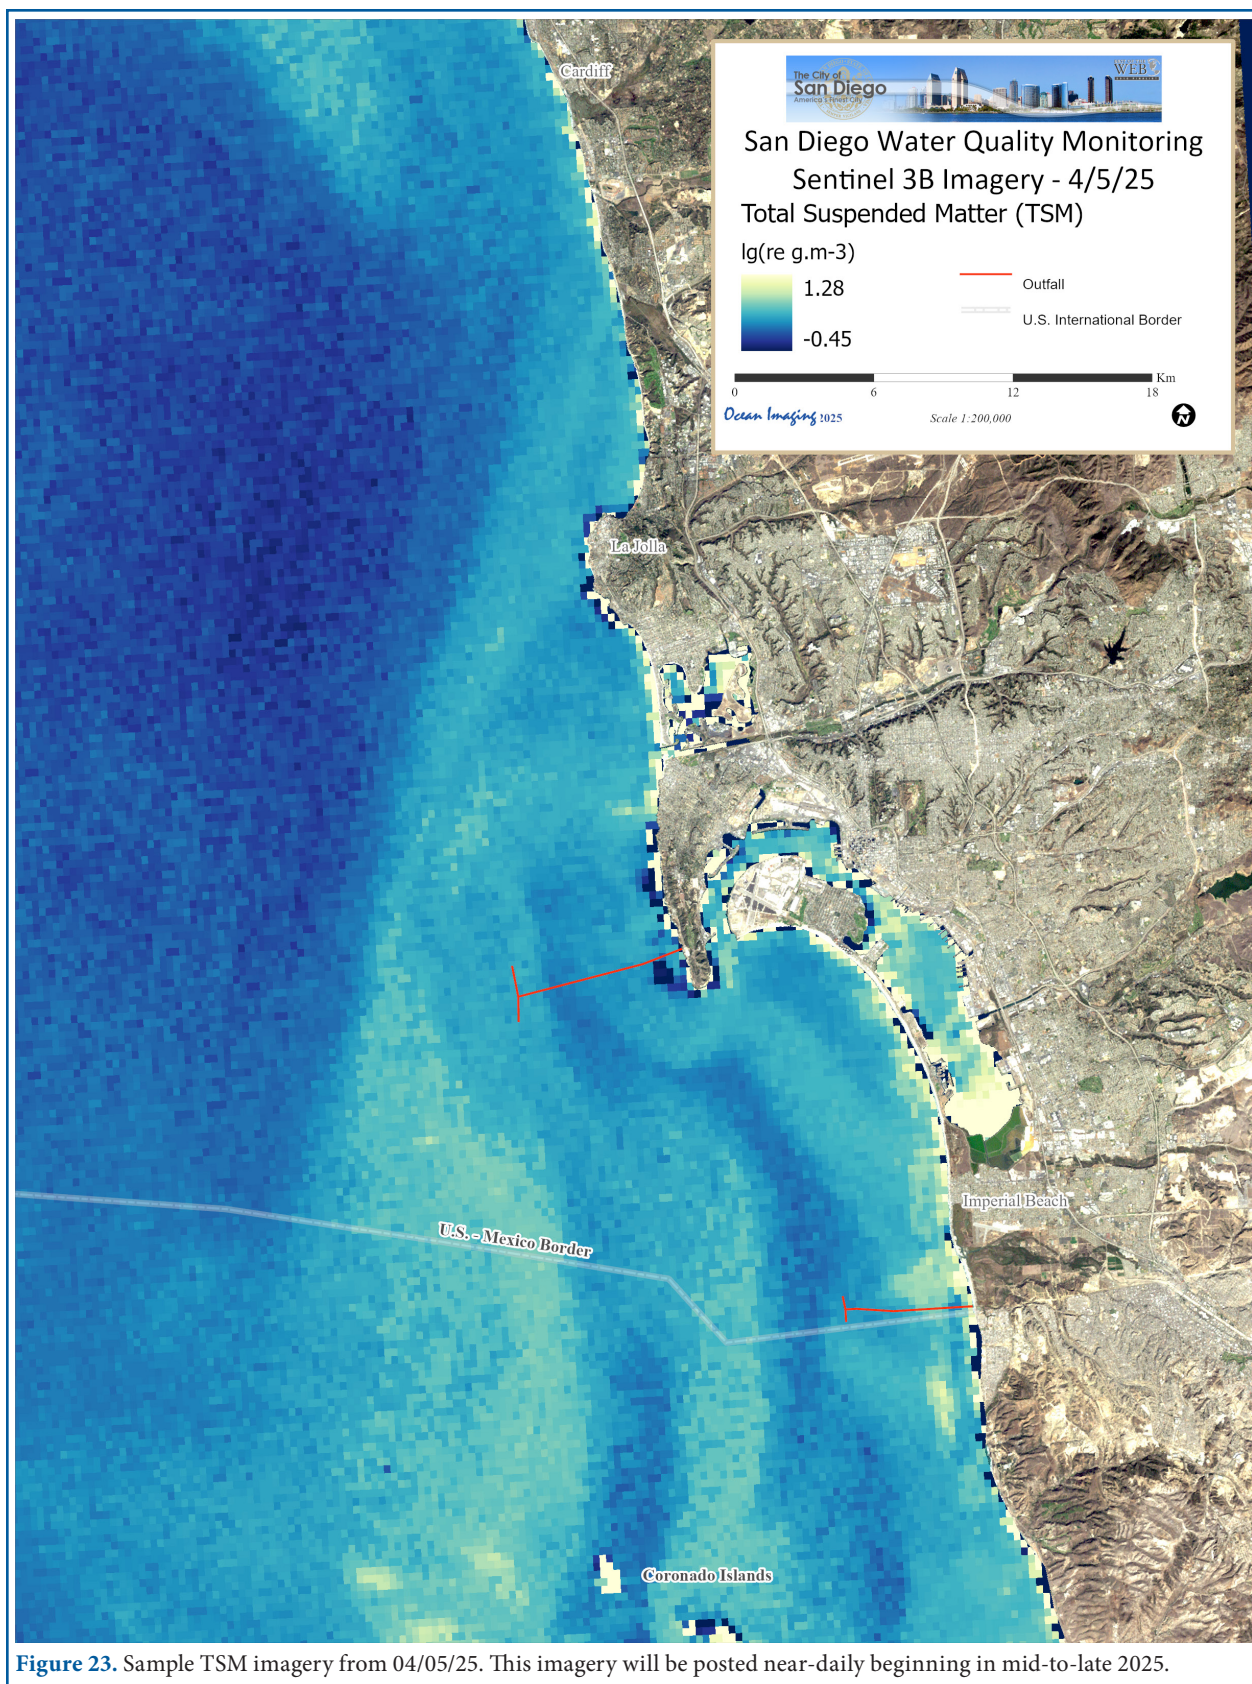 Cardiff
The City of
San Diego
America's Finest City
WEB
San Diego Water Quality Monitoring
Sentinel 3B Imagery - 4/5/25
Total Suspended Matter (TSM)
lg(re g.m-3)
1.28
-0.45
Outfall
U.S. International Border
Km
0 6 12 18
Ocean Imaging 2025
Scale 1:200,000
N
La Jolla
Imperial Beach
U.S. - Mexico Border
Coronado Islands
Figure 23. Sample TSM imagery from 04/05/25. This imagery will be posted near-daily beginning in mid-to-late 2025.